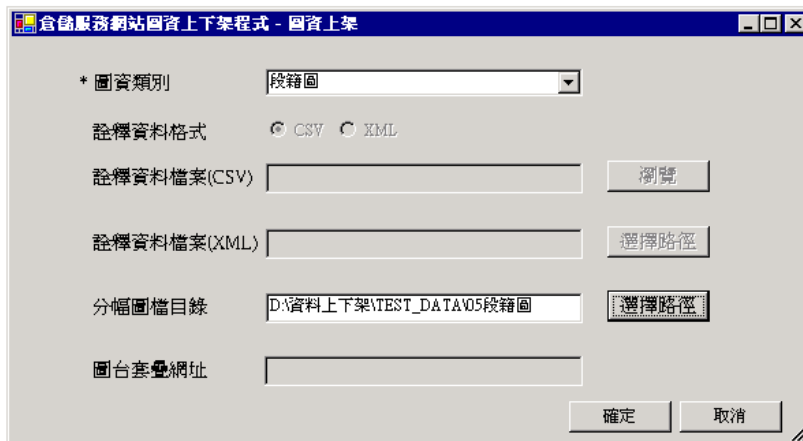 倉儲服務網站圖資上下架程式 - 圖資上架
* 圖資類別 段籍圖
詮釋資料格式 CSV XML
詮釋資料檔案(CSV) 瀏覽
詮釋資料檔案(XML) 選擇路徑
分幅圖檔目錄 D:\資料上下架\TEST_DATA\05段籍圖 選擇路徑
圖台套疊網址
確定 取消